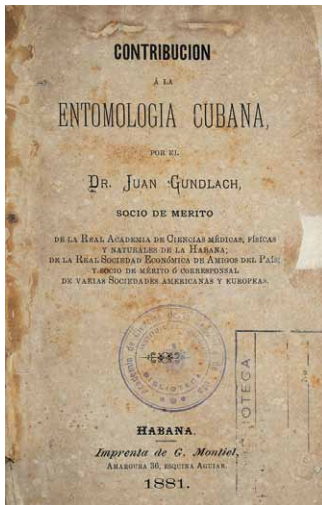 CONTRIBUCION
Á LA
ENTOMOLOGIA CUBANA,
POR EL
DR. JUAN GUNDLACH,
SOCIO DE MERITO
DE LA REAL ACADEMIA DE CIENCIAS MÉDICAS, FÍSICAS
Y NATURALES DE LA HABANA;
DE LA REAL SOCIEDAD ECONÓMICA DE AMIGOS DEL PAÍS;
Y SOCIO DE MÉRITO Ó CORRESPONSAL
DE VARIAS SOCIEDADES AMERICANAS Y EUROPEAS.
BIBLIOTECA
IOTECA
HABANA.
Imprenta de G. Montiel,
AMARGURA 36, ESQUINA AGUIAR.
1881.